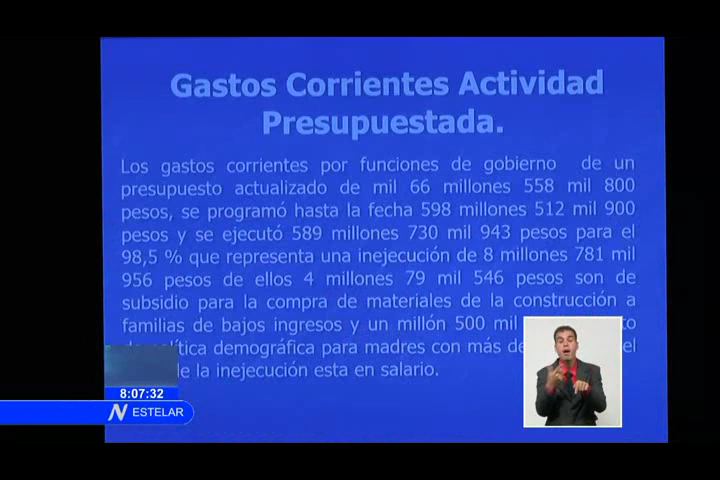 Gastos Corrientes Actividad
Presupuestada.
Los gastos corrientes por funciones de gobierno de un
presupuesto actualizado de mil 66 millones 558 mil 800
pesos, se programó hasta la fecha 598 millones 512 mil 900
pesos y se ejecutó 589 millones 730 mil 943 pesos para el
98,5 % que representa una inejecución de 8 millones 781 mil
956 pesos de ellos 4 millones 79 mil 546 pesos son de
subsidio para la compra de materiales de la construcción a
familias de bajos ingresos y un millón 500 mil
demográfica para madres con más de el
de la inejecución esta en salario.
8:07:32
N ESTELAR